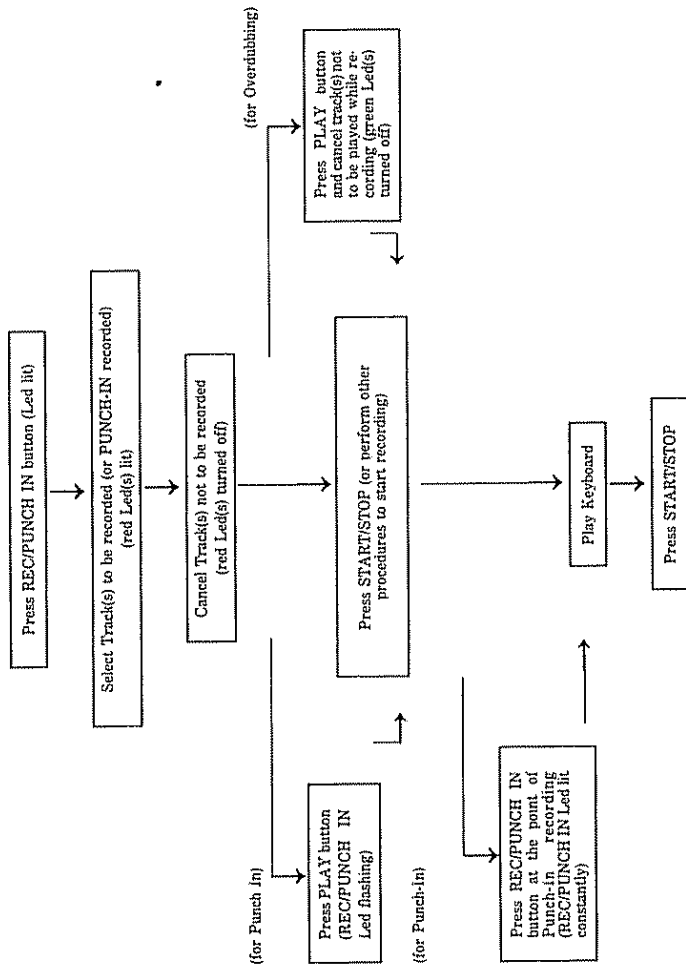 Press REC/PUNCH IN button (Led lit)
Select Track(s) to be recorded (or PUNCH-IN recorded)
(red Led(s) lit)
Cancel Track(s) not to be recorded
(red Led(s) turned off)
(for Punch In)
(for Overdubbing)
Press PLAY button
(REC/PUNCH IN
Led flashing)
Press PLAY button
and cancel track(s) not
to be played while re-
cording (green Led(s)
turned off)
Press START/STOP (or perform other
procedures to start recording)
(for Punch-In)
Press REC/PUNCH IN
button at the point of
Punch-in recording
(REC/PUNCH IN Led lit
constantly)
Play Keyboard
Press START/STOP